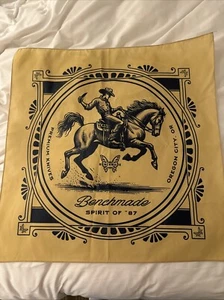 PREMIUM KNIVES
OREGON CITY · OR
Benchmade
SPIRIT OF '87